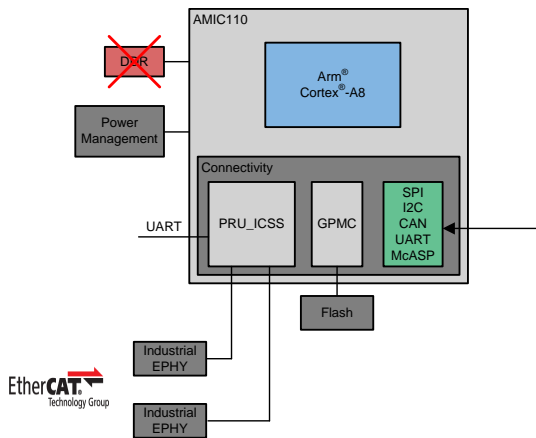 AMIC110
DDR
Arm®
Cortex®-A8
Power
Management
Connectivity
UART
PRU_ICSS
GPMC
SPI
I2C
CAN
UART
McASP
Flash
Industrial
EPHY
EtherCAT®
Technology Group
Industrial
EPHY